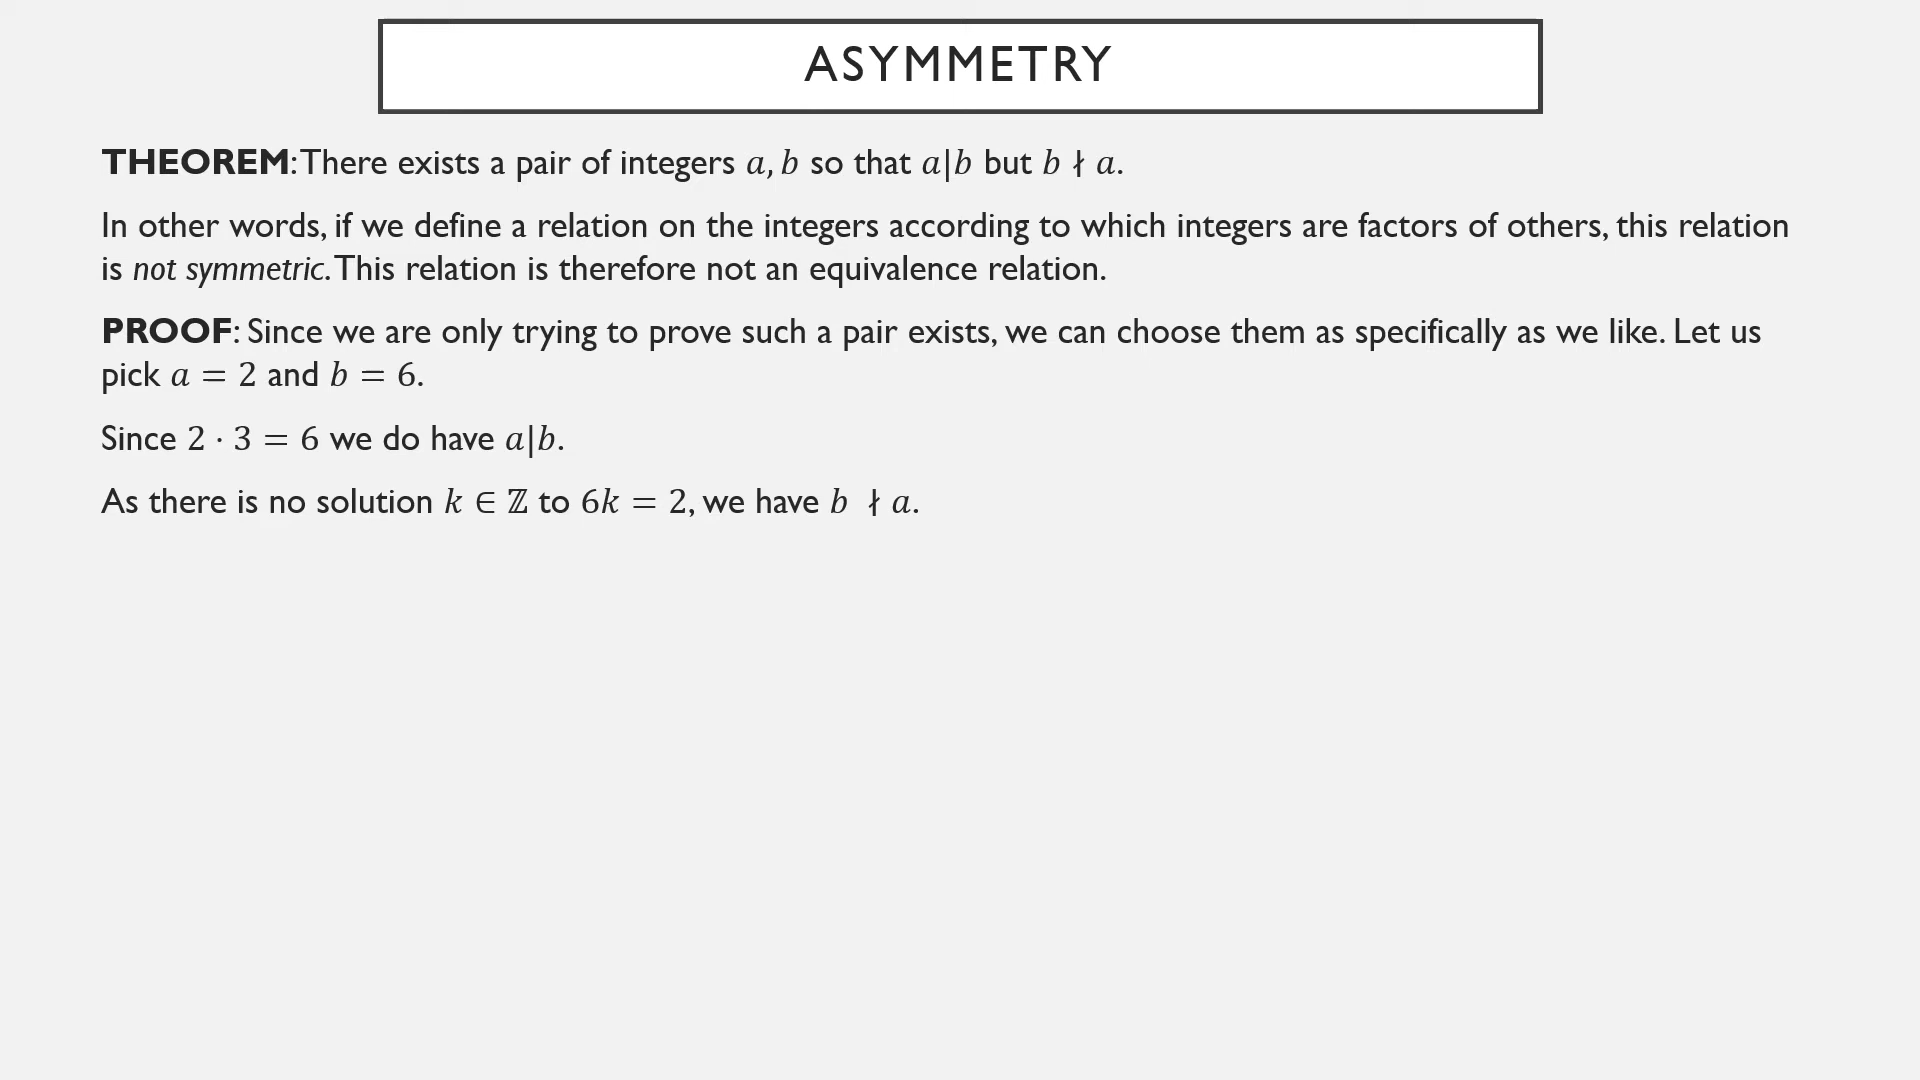 ASYMMETRY
THEOREM: There exists a pair of integers a, b so that a|b but b ∤ a.
In other words, if we define a relation on the integers according to which integers are factors of others, this relation
is not symmetric. This relation is therefore not an equivalence relation.
PROOF: Since we are only trying to prove such a pair exists, we can choose them as specifically as we like. Let us
pick a = 2 and b = 6.
Since 2 · 3 = 6 we do have a|b.
As there is no solution k ∈ ℤ to 6k = 2, we have b ∤ a.